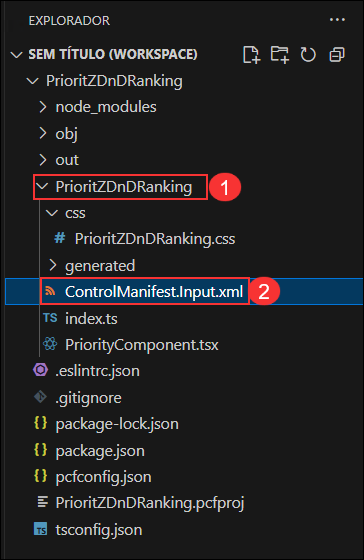 EXPLORADOR
SEM TÍTULO (WORKSPACE)
PrioritZDnDRanking
node_modules
obj
out
PrioritZDnDRanking 1
css
# PrioritZDnDRanking.css
generated
ControlManifest.Input.xml 2
TS index.ts
PriorityComponent.tsx
.eslintrc.json
.gitignore
{} package-lock.json
{} package.json
{} pcfconfig.json
PrioritZDnDRanking.pcfproj
TS tsconfig.json